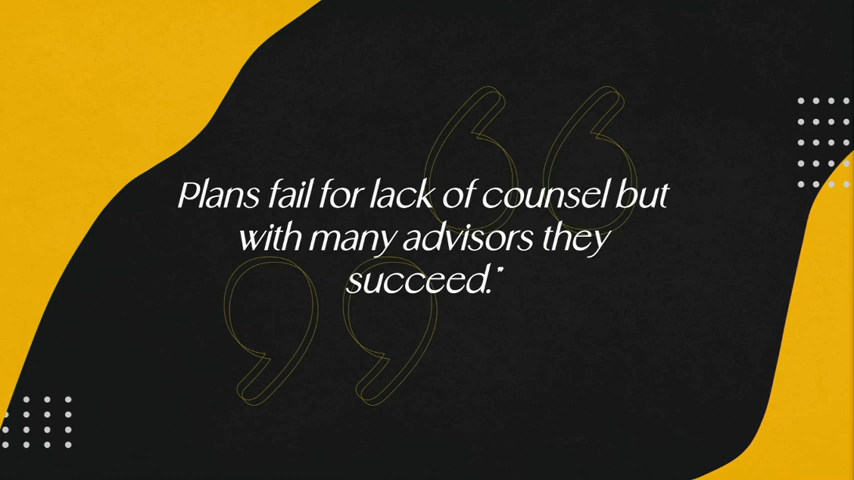 Plans fail for lack of counsel but
with many advisors they
succeed."